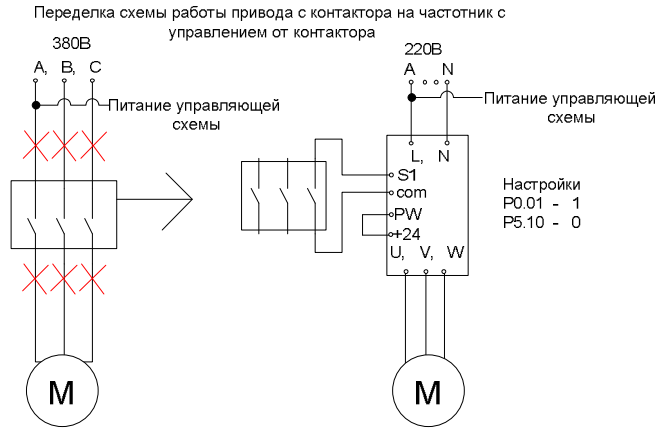 Переделка схемы работы привода с контактора на частотник с
управлением от контактора
380В
A, B, C
Питание управляющей
схемы
M
220В
A N
Питание управляющей
схемы
L, N
S1
com
PW
+24
U, V, W
M
Настройки
P0.01 - 1
P5.10 - 0